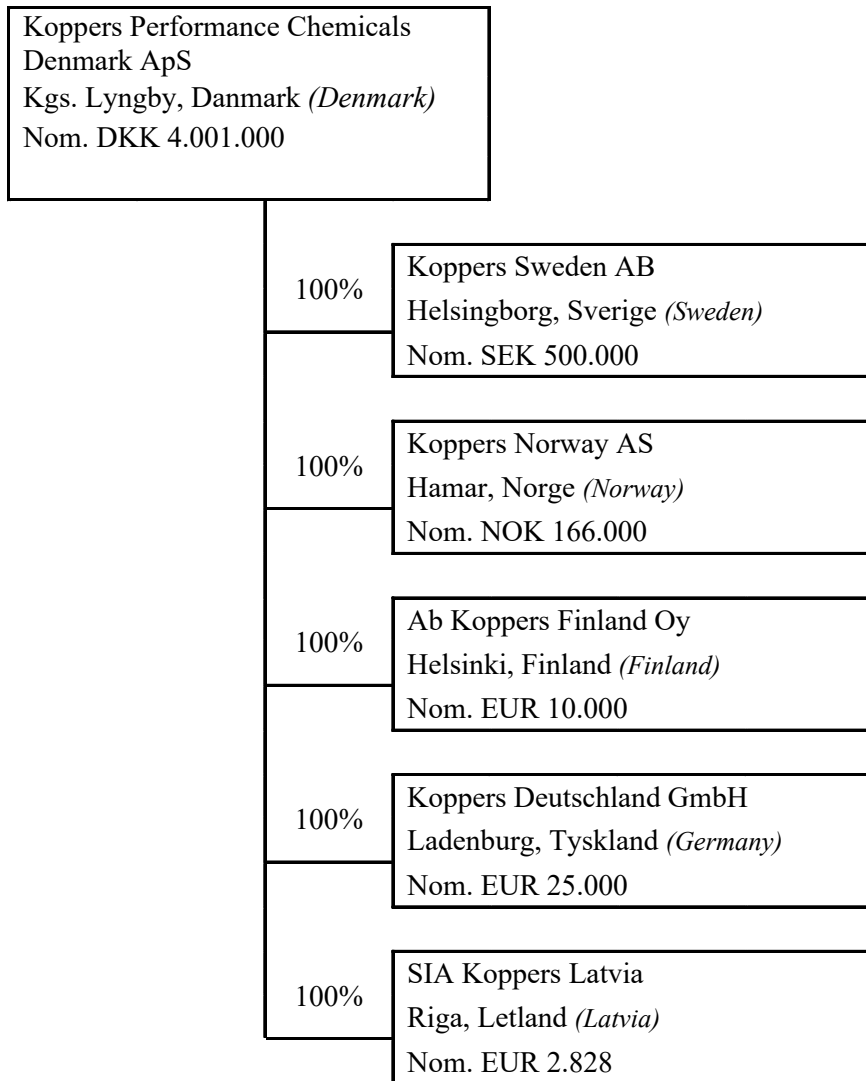 Koppers Performance Chemicals
Denmark ApS
Kgs. Lyngby, Danmark (Denmark)
Nom. DKK 4.001.000
100%
Koppers Sweden AB
Helsingborg, Sverige (Sweden)
Nom. SEK 500.000
100%
Koppers Norway AS
Hamar, Norge (Norway)
Nom. NOK 166.000
100%
Ab Koppers Finland Oy
Helsinki, Finland (Finland)
Nom. EUR 10.000
100%
Koppers Deutschland GmbH
Ladenburg, Tyskland (Germany)
Nom. EUR 25.000
100%
SIA Koppers Latvia
Riga, Letland (Latvia)
Nom. EUR 2.828